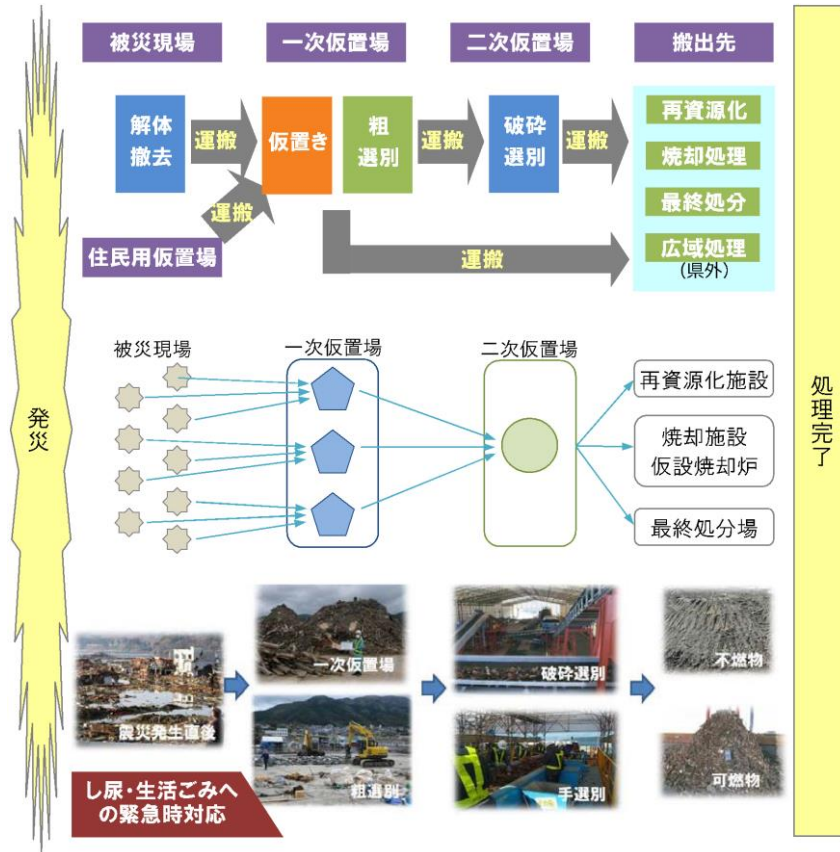 被災現場
一次仮置場
二次仮置場
搬出先
解体
撤去
運搬
仮置き
粗
選別
運搬
破砕
選別
運搬
再資源化
焼却処理
最終処分
広域処理
(県外)
運搬
住民用仮置場
運搬
発災
処理完了
被災現場
一次仮置場
二次仮置場
再資源化施設
焼却施設
仮設焼却炉
最終処分場
一次仮置場
破砕選別
不燃物
震災発生直後
粗選別
手選別
可燃物
し尿・生活ごみへ
の緊急時対応